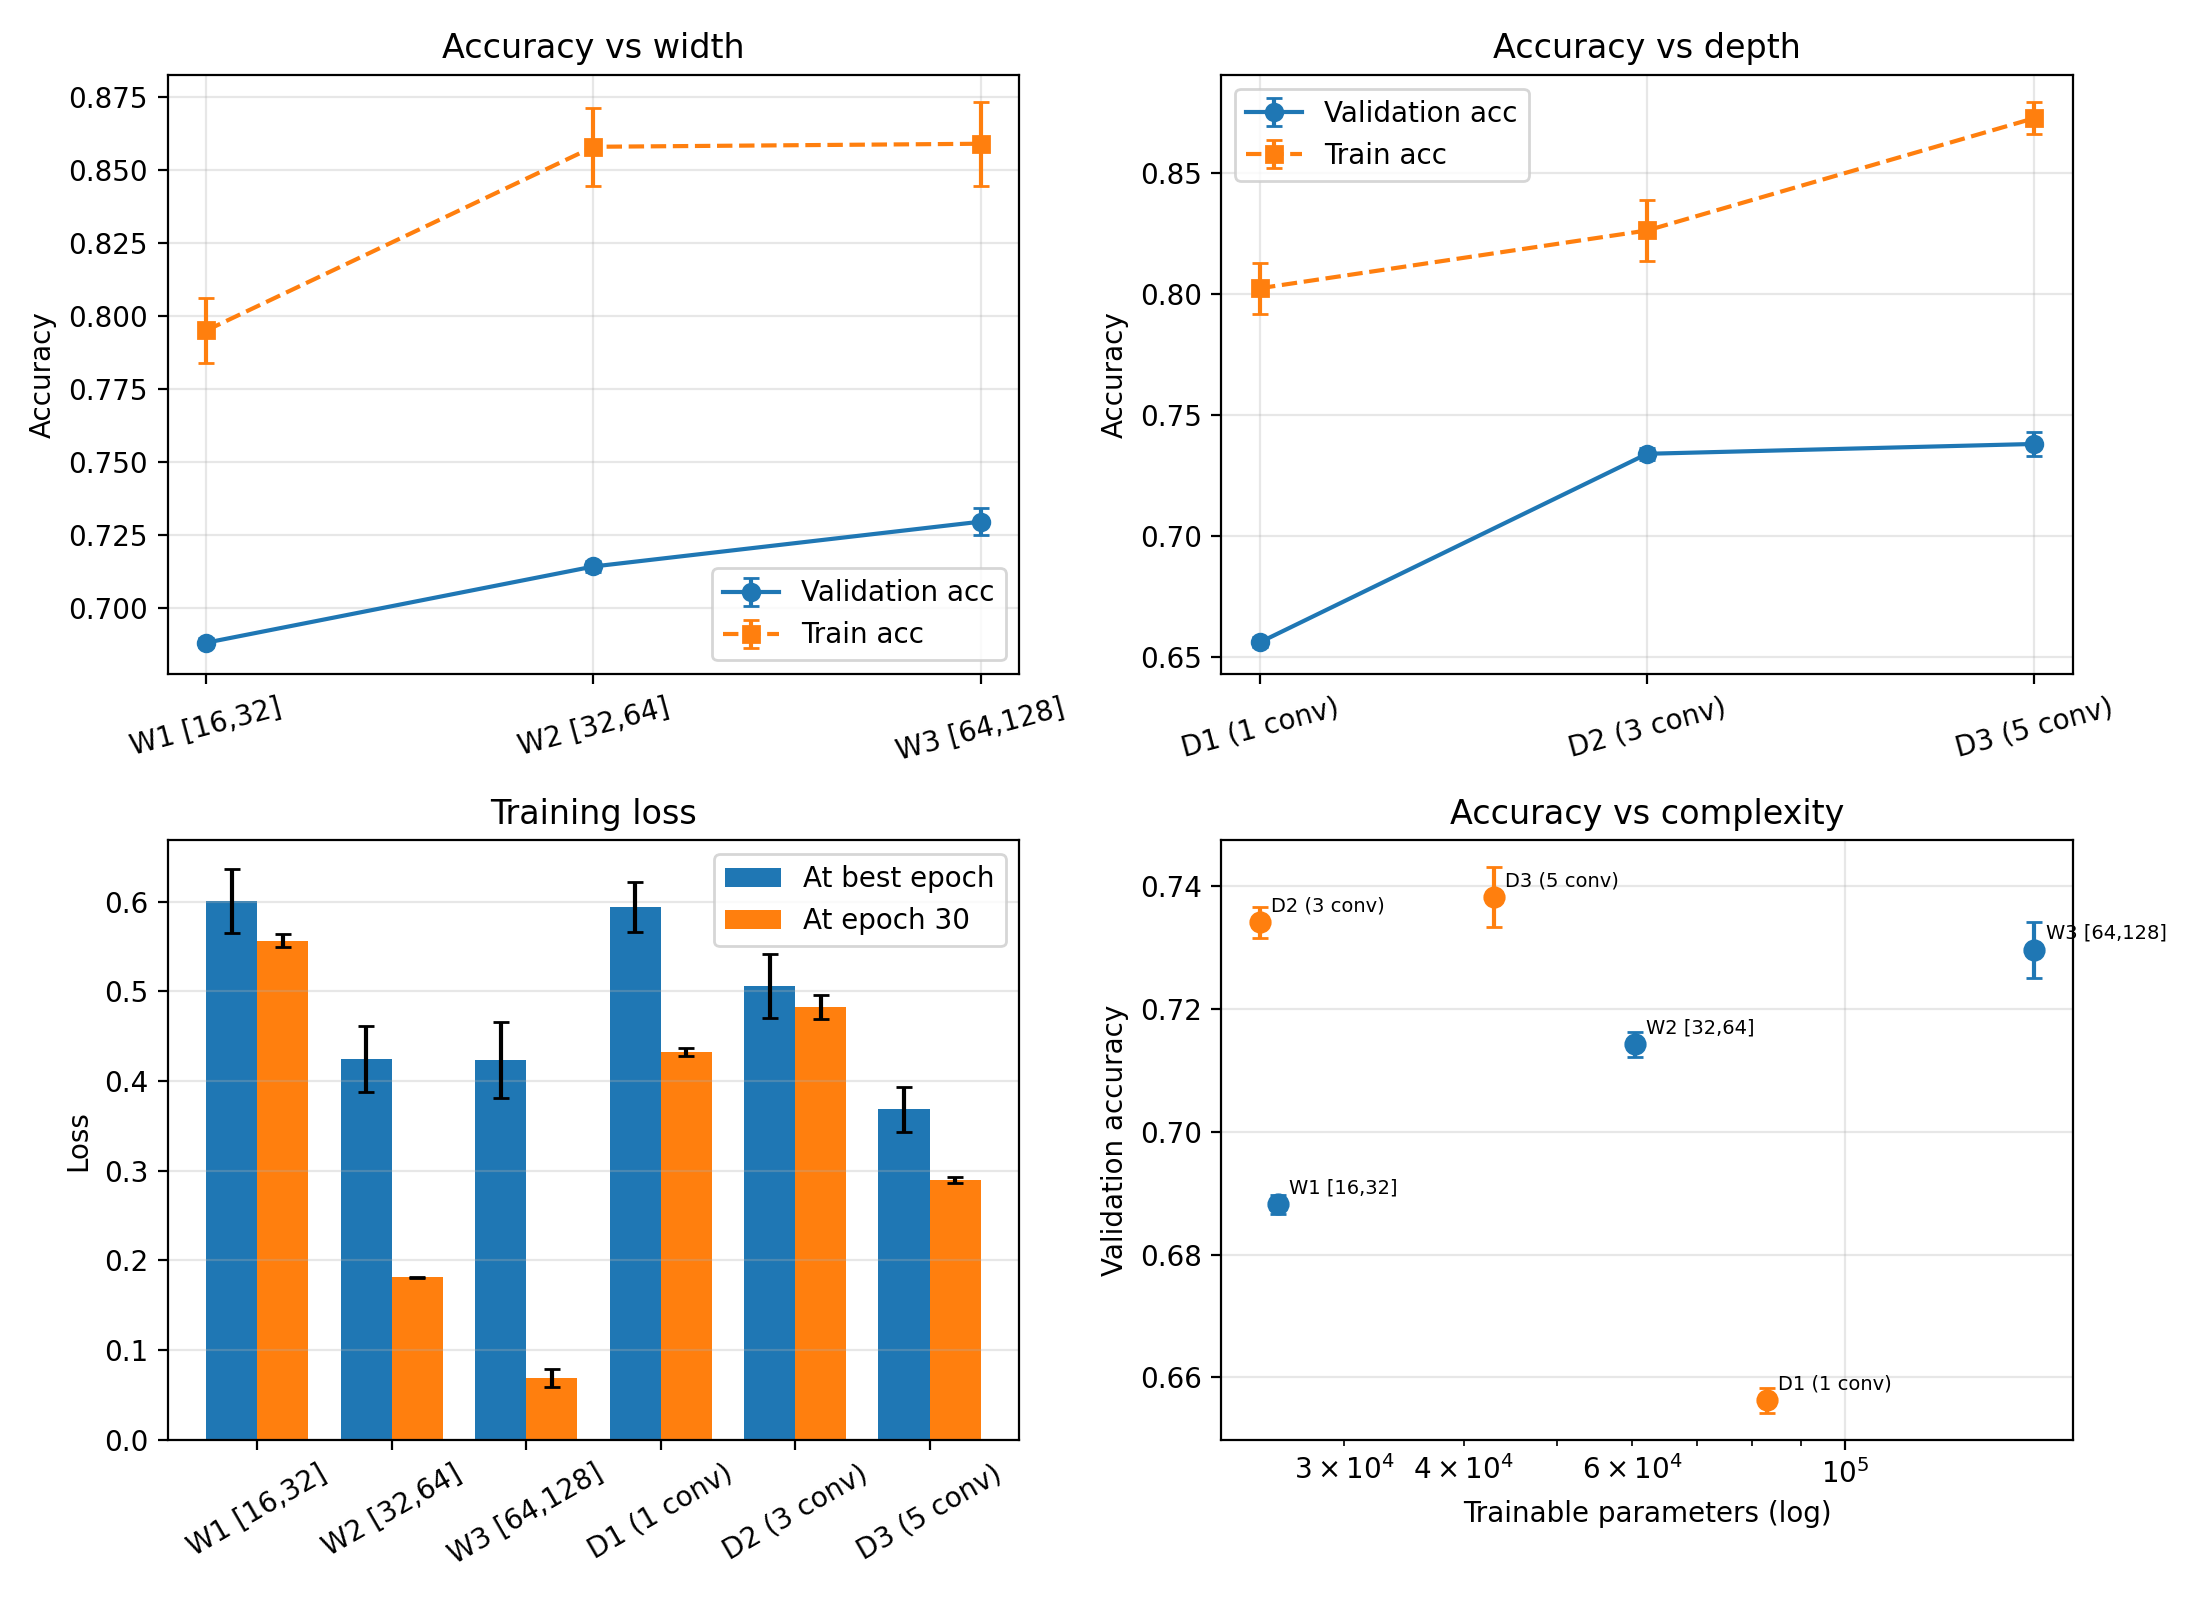 Accuracy vs width
Accuracy
0.875
0.850
0.825
0.800
0.775
0.750
0.725
0.700
Validation acc
Train acc
W1 [16,32]
W2 [32,64]
W3 [64,128]
Accuracy vs depth
Accuracy
0.85
0.80
0.75
0.70
0.65
Validation acc
Train acc
D1 (1 conv)
D2 (3 conv)
D3 (5 conv)
Training loss
Loss
0.6
0.5
0.4
0.3
0.2
0.1
0.0
At best epoch
At epoch 30
W1 [16,32]
W2 [32,64]
W3 [64,128]
D1 (1 conv)
D2 (3 conv)
D3 (5 conv)
Accuracy vs complexity
Validation accuracy
0.74
0.72
0.70
0.68
0.66
D3 (5 conv)
D2 (3 conv)
W3 [64,128]
W2 [32,64]
W1 [16,32]
D1 (1 conv)
3 × 10⁴
4 × 10⁴
6 × 10⁴
10⁵
Trainable parameters (log)